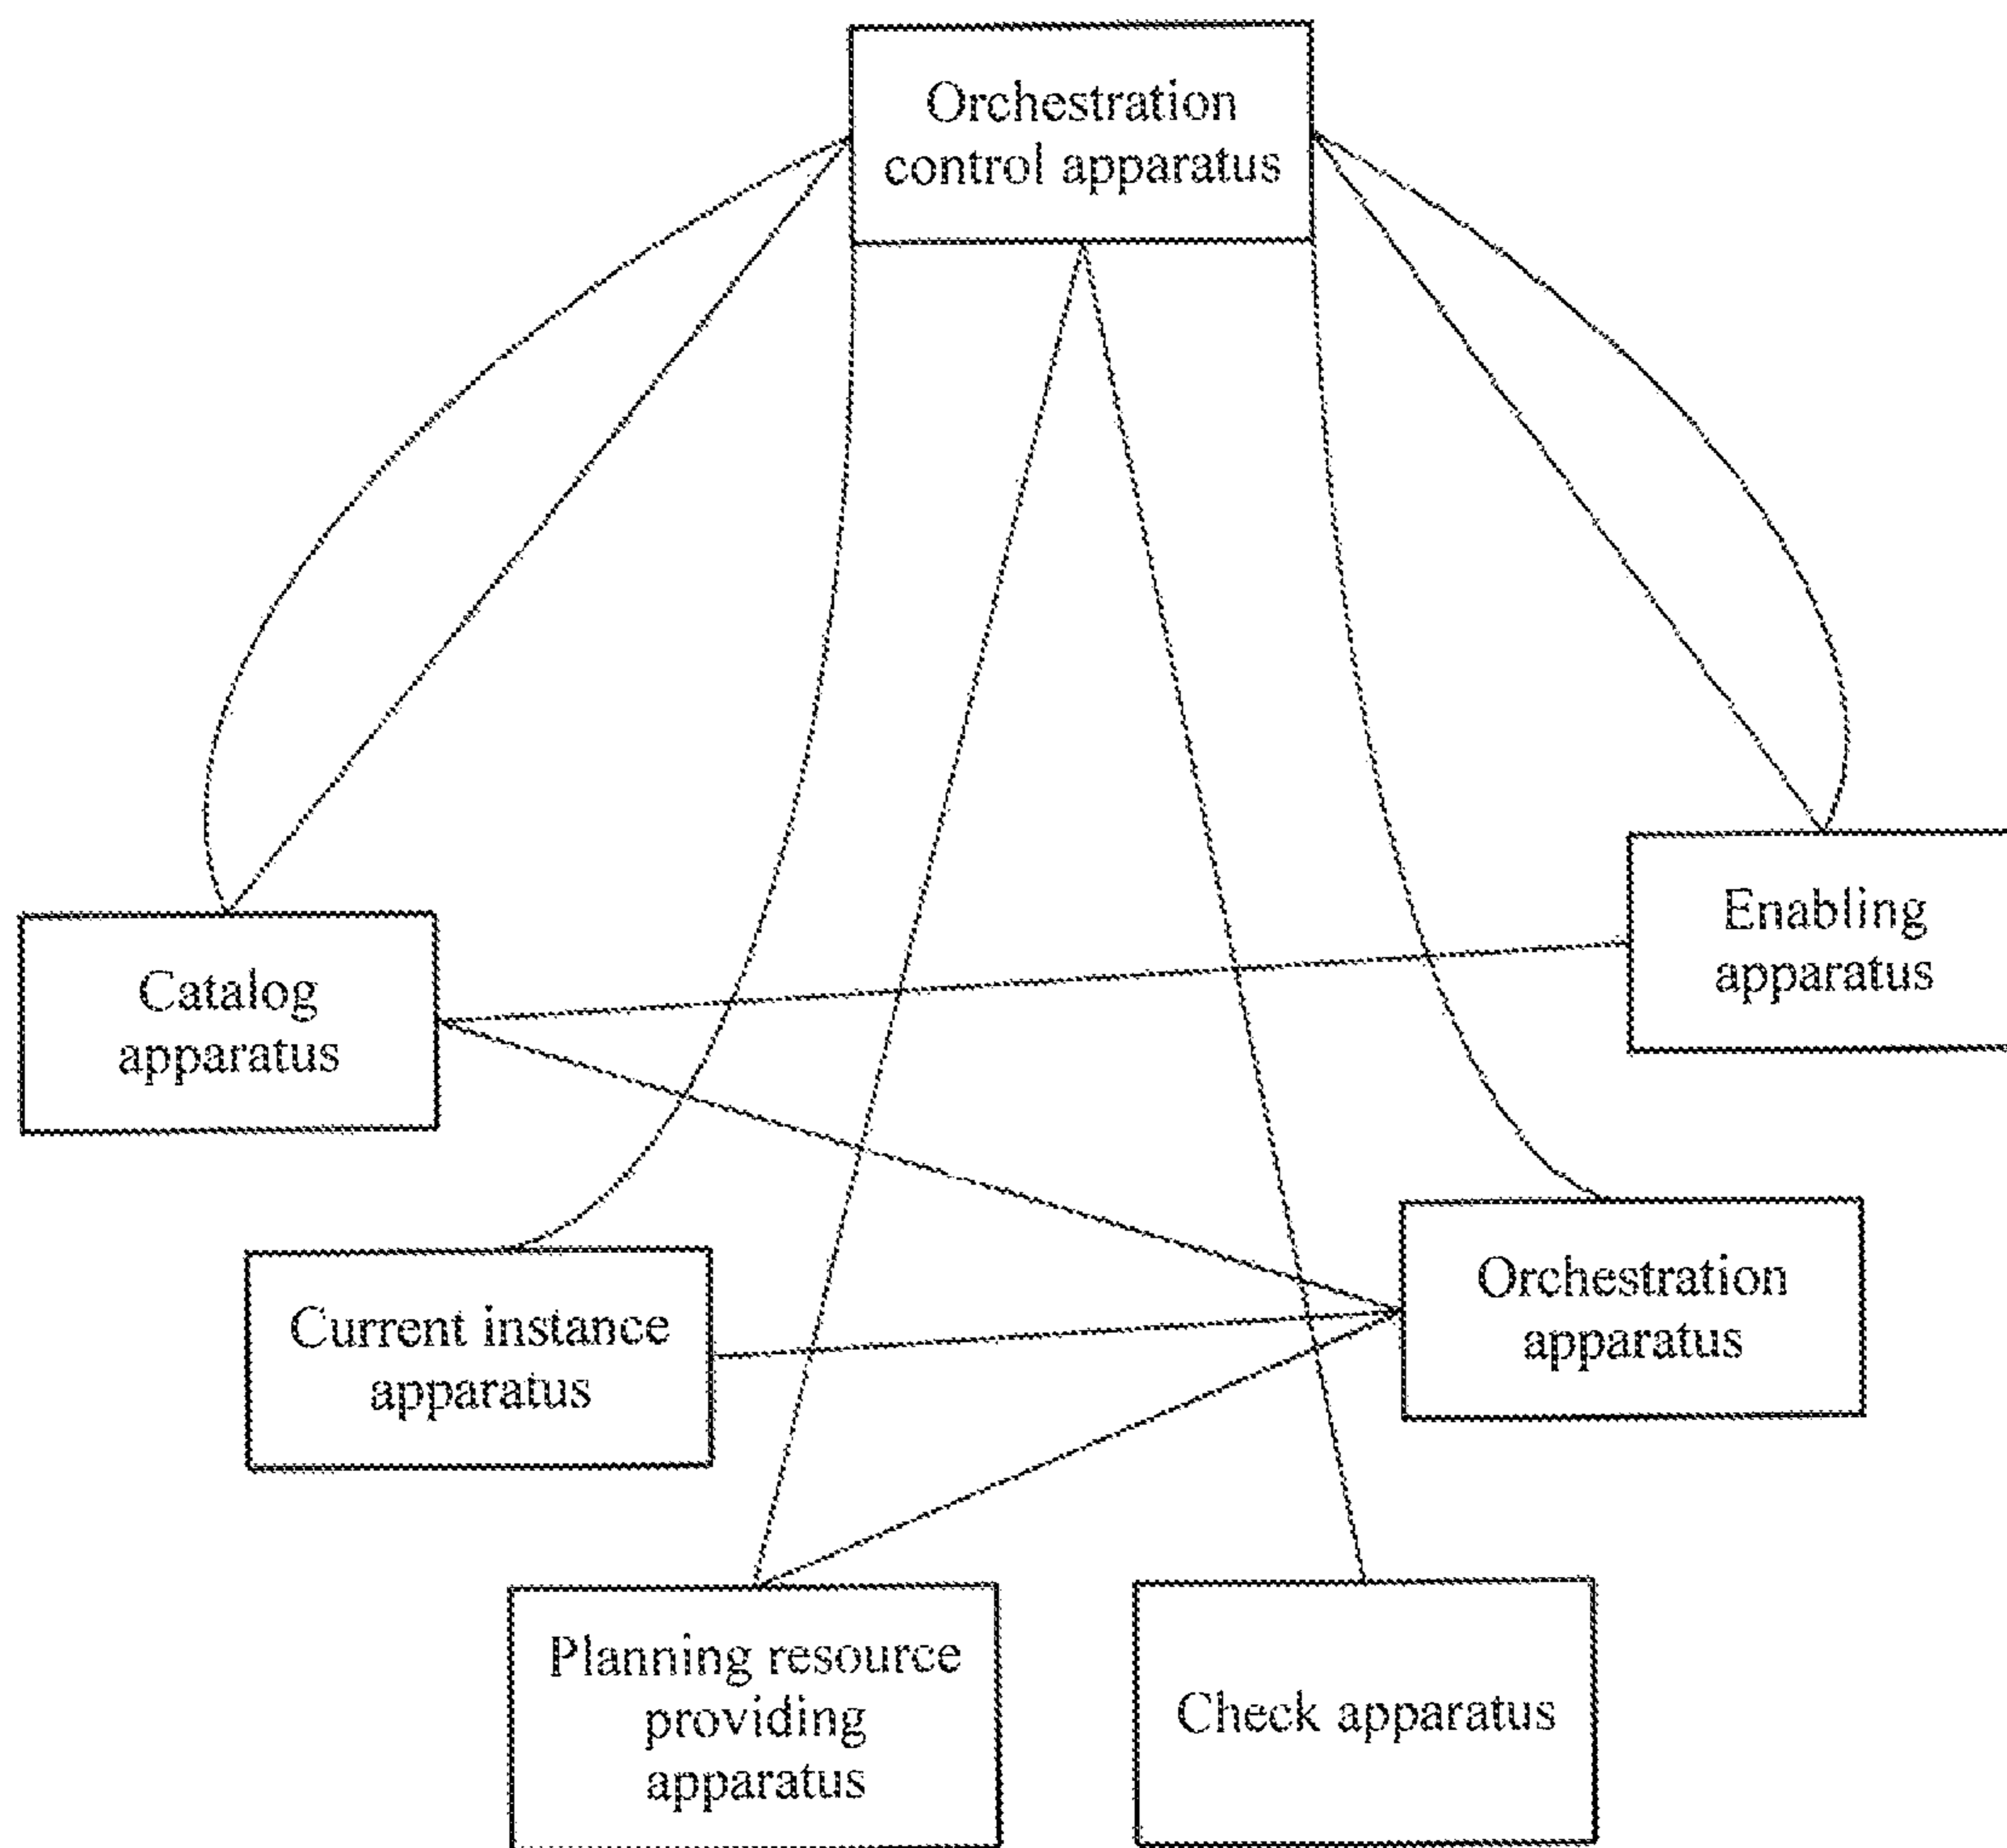 Orchestration
control apparatus
Enabling
apparatus
Catalog
apparatus
Orchestration
apparatus
Current instance
apparatus
Planning resource
providing
apparatus
Check apparatus